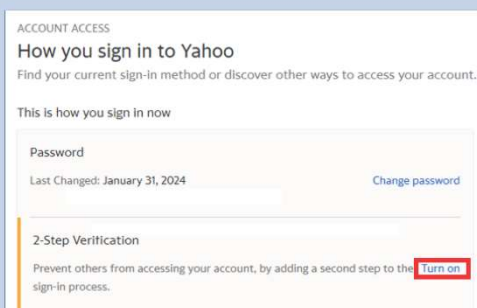 ACCOUNT ACCESS
How you sign in to Yahoo
Find your current sign-in method or discover other ways to access your account.
This is how you sign in now
Password
Last Changed: January 31, 2024 Change password
2-Step Verification
Prevent others from accessing your account, by adding a second step to the Turn on
sign-in process.